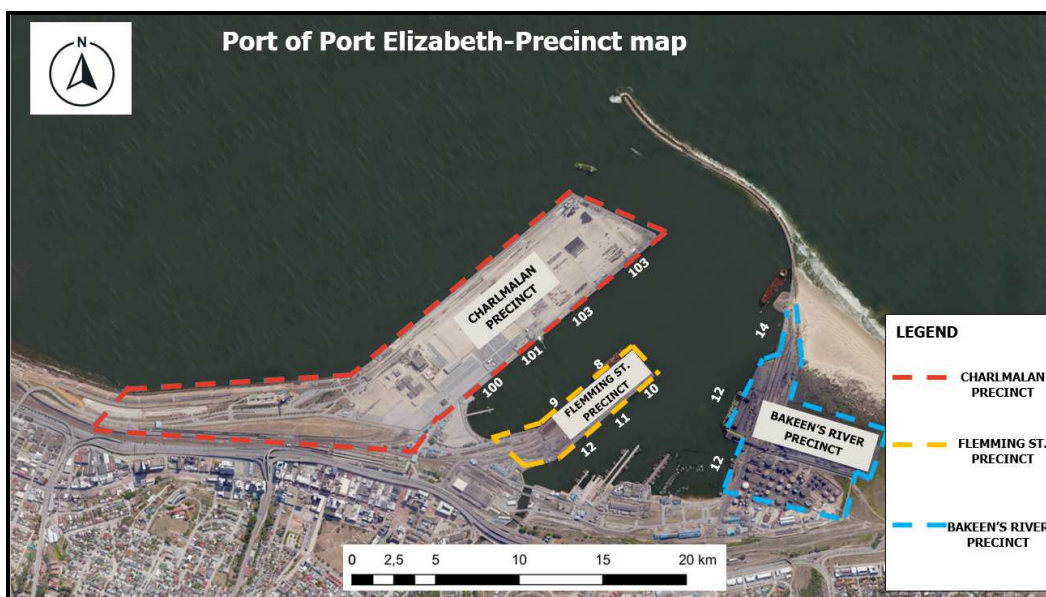 Port of Port Elizabeth-Precinct map
N
CHARLMALAN
PRECINCT
103
103
101
100
8
9
FLEMMING ST.
PRECINCT
10
11
12
14
12
12
BAKEEN'S RIVER
PRECINCT
LEGEND
CHARLMALAN
PRECINCT
FLEMMING ST.
PRECINCT
BAKEEN'S RIVER
PRECINCT
0 2,5 5 10 15 20 km